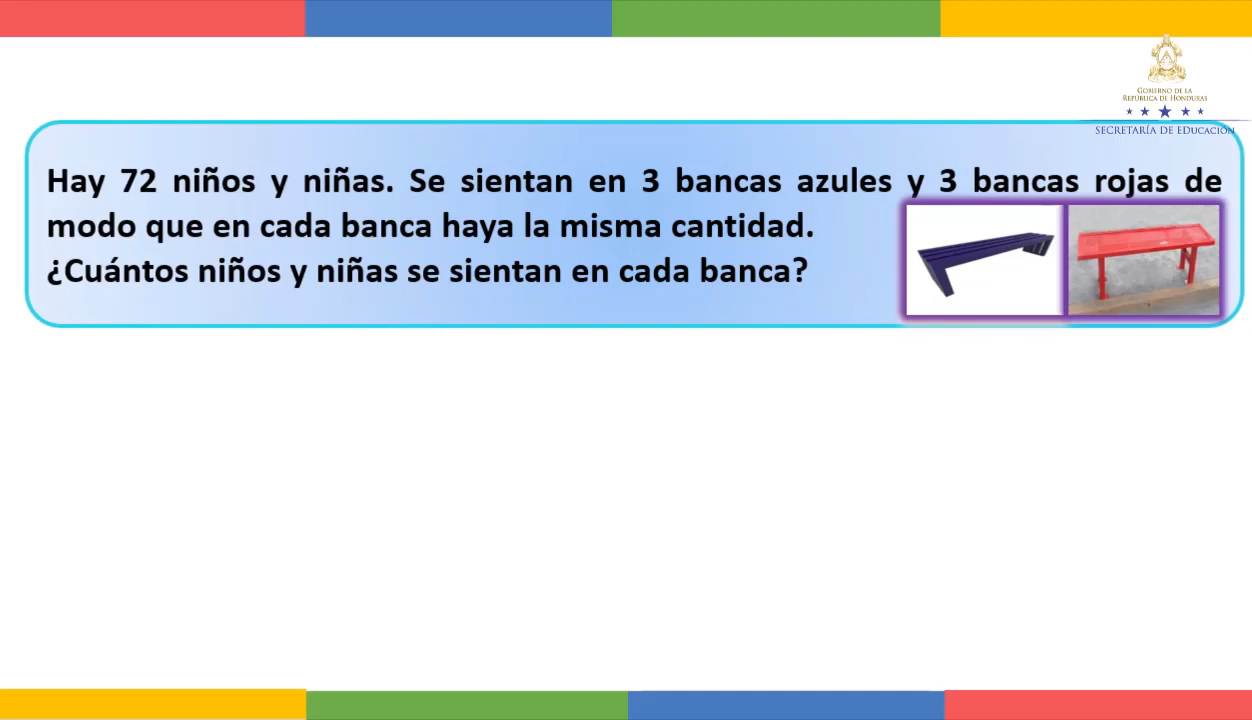 GOBIERNO DE LA
REPÚBLICA DE HONDURAS
SECRETARÍA DE EDUCACIÓN
Hay 72 niños y niñas. Se sientan en 3 bancas azules y 3 bancas rojas de
modo que en cada banca haya la misma cantidad.
¿Cuántos niños y niñas se sientan en cada banca?